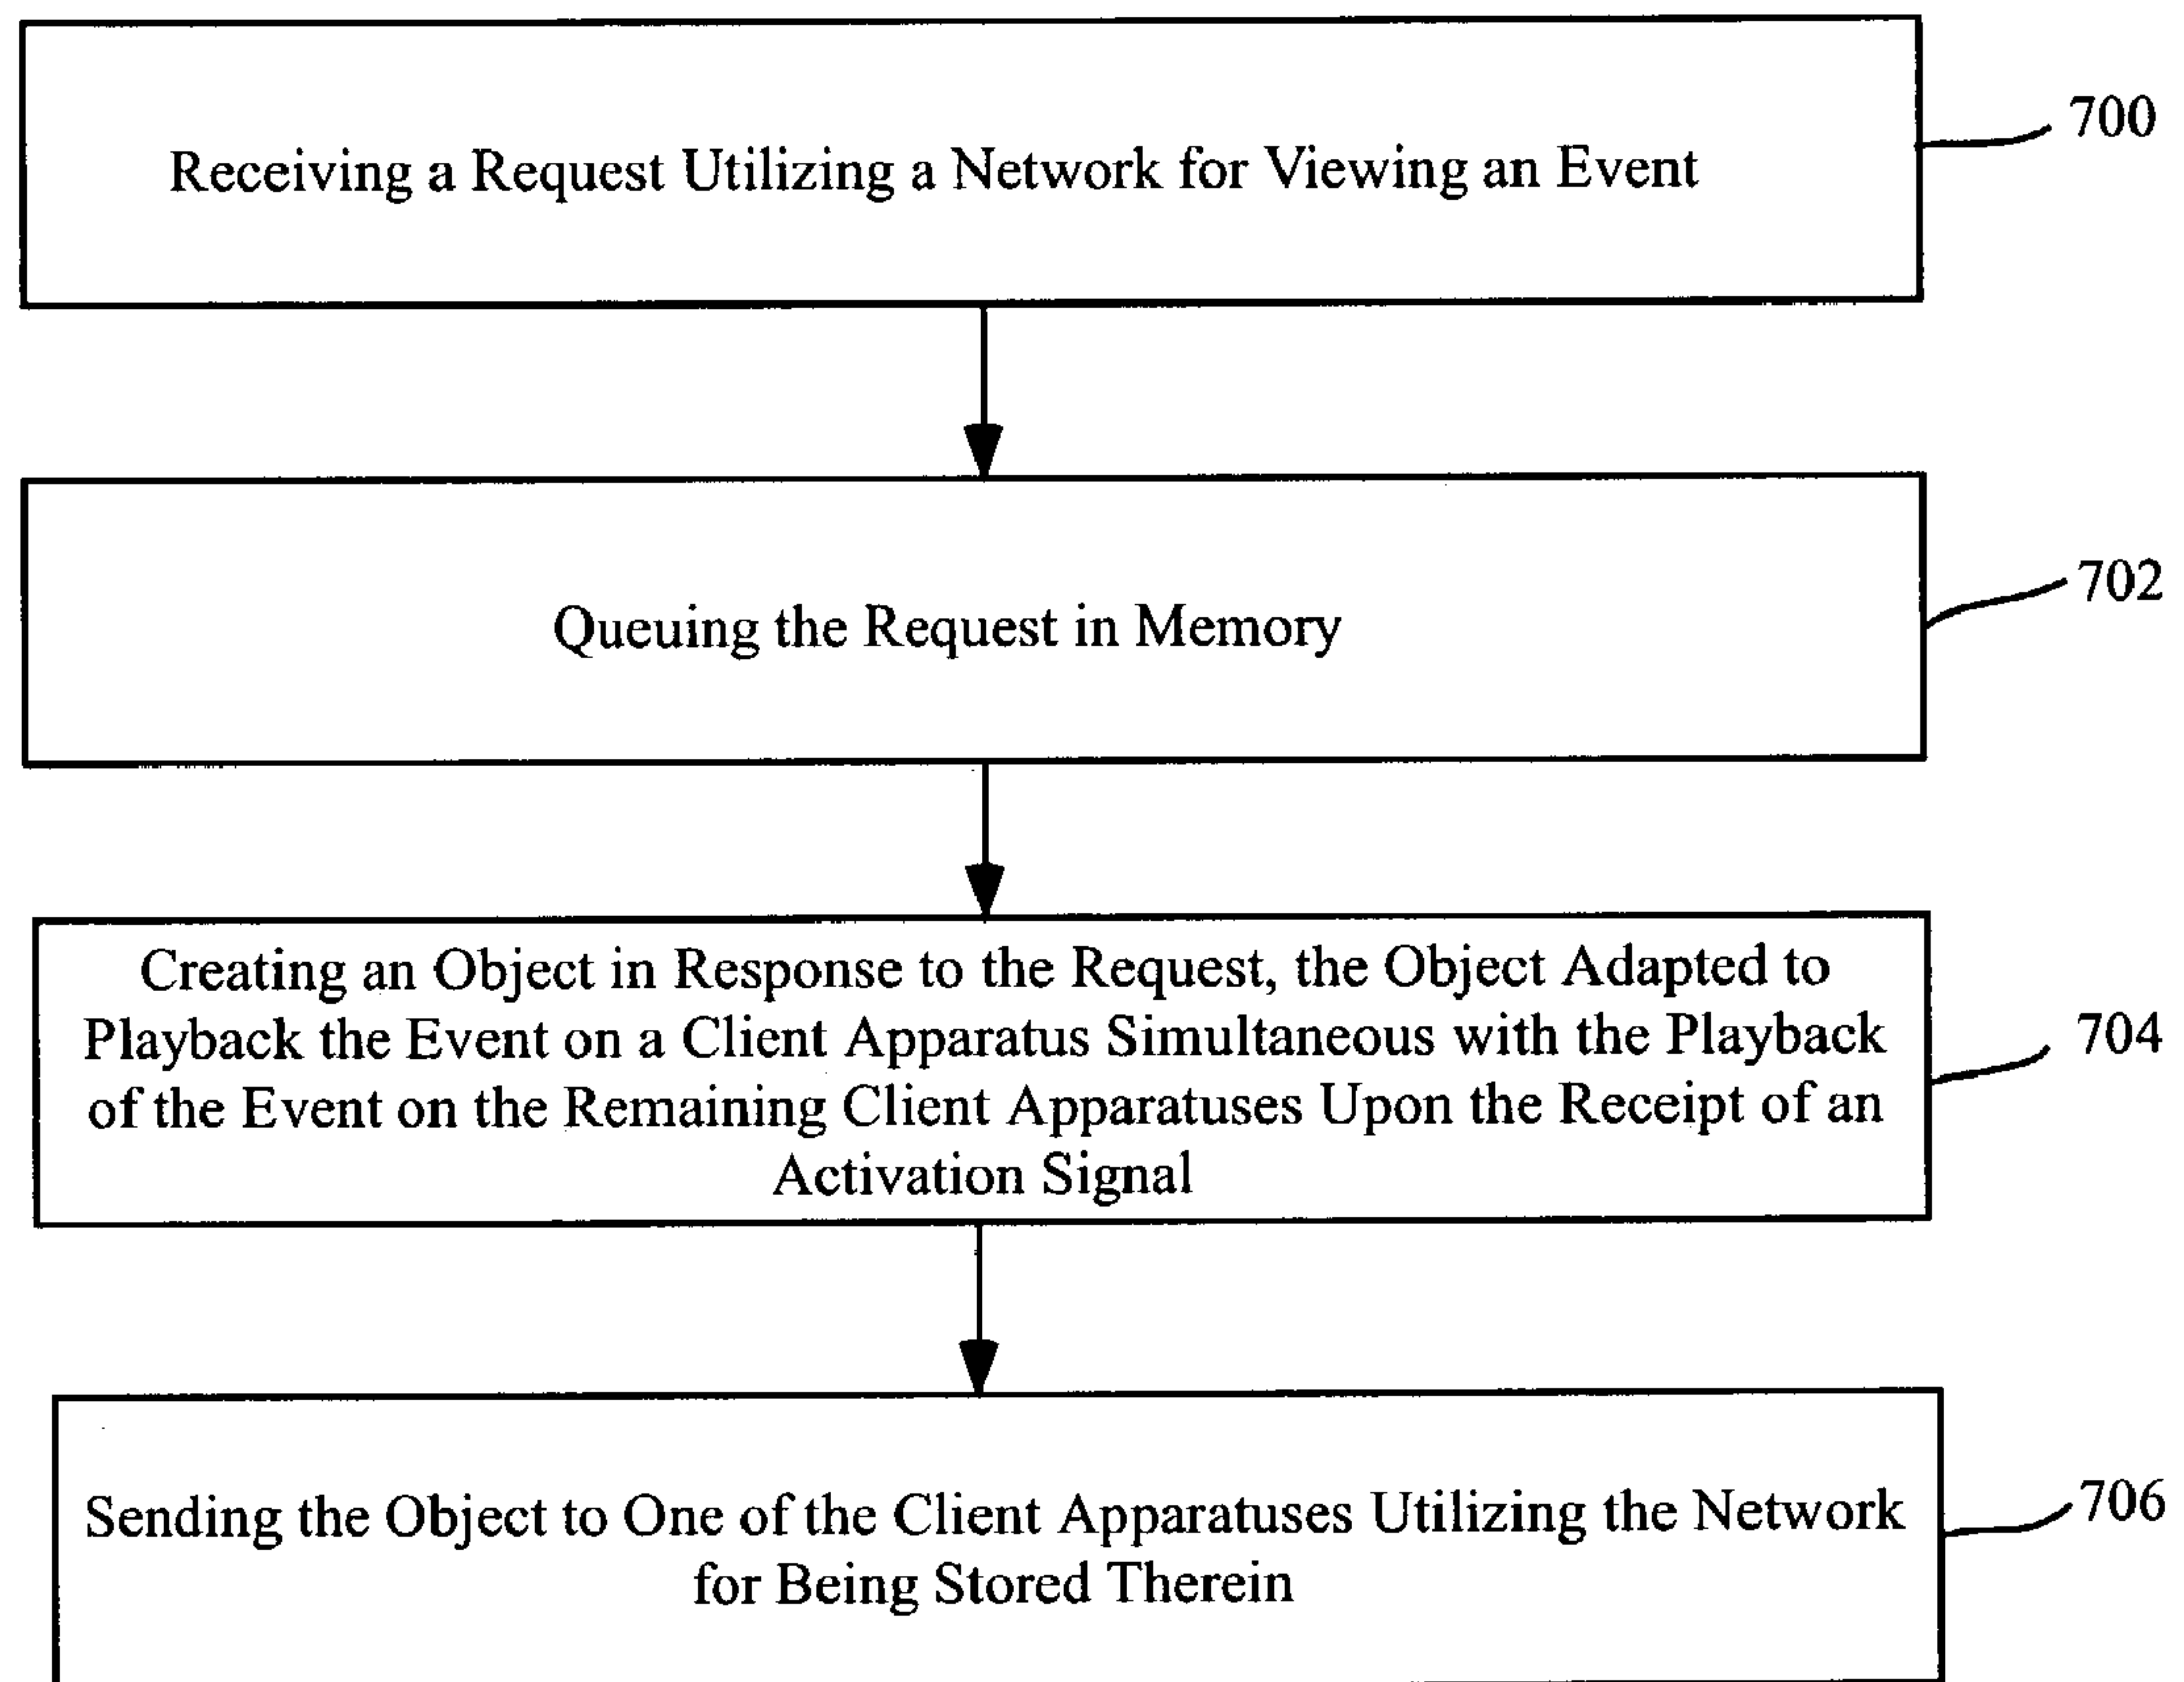 Receiving a Request Utilizing a Network for Viewing an Event
700
Queuing the Request in Memory
702
Creating an Object in Response to the Request, the Object Adapted to
Playback the Event on a Client Apparatus Simultaneous with the Playback
of the Event on the Remaining Client Apparatuses Upon the Receipt of an
Activation Signal
704
Sending the Object to One of the Client Apparatuses Utilizing the Network
for Being Stored Therein
706